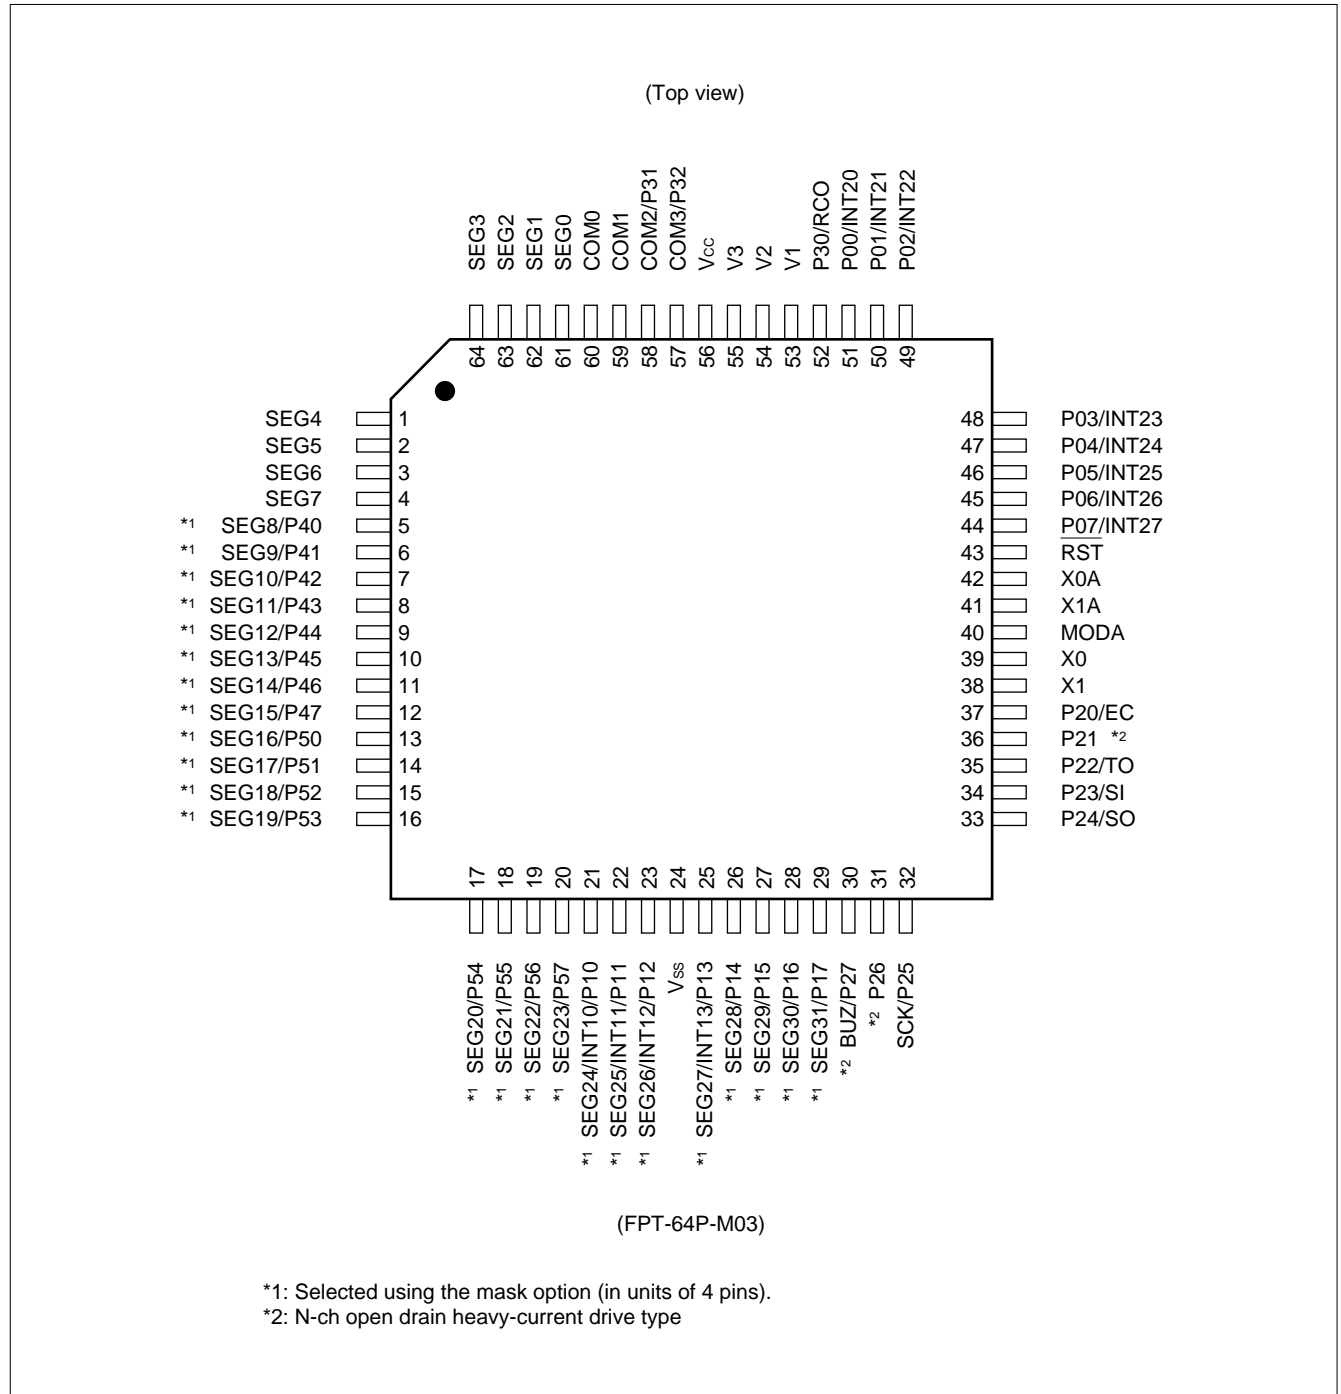 (Top view)
SEG3
SEG2
SEG1
SEG0
COM0
COM1
COM2/P31
COM3/P32
Vcc
V3
V2
V1
P30/RCO
P00/INT20
P01/INT21
P02/INT22
64 63 62 61 60 59 58 57 56 55 54 53 52 51 50 49
SEG4 1
SEG5 2
SEG6 3
SEG7 4
*1 SEG8/P40 5
*1 SEG9/P41 6
*1 SEG10/P42 7
*1 SEG11/P43 8
*1 SEG12/P44 9
*1 SEG13/P45 10
*1 SEG14/P46 11
*1 SEG15/P47 12
*1 SEG16/P50 13
*1 SEG17/P51 14
*1 SEG18/P52 15
*1 SEG19/P53 16
48 P03/INT23
47 P04/INT24
46 P05/INT25
45 P06/INT26
44 P07/INT27
43 RST
42 X0A
41 X1A
40 MODA
39 X0
38 X1
37 P20/EC
36 P21 *2
35 P22/TO
34 P23/SI
33 P24/SO
17 18 19 20 21 22 23 24 25 26 27 28 29 30 31 32
*1 SEG20/P54
*1 SEG21/P55
*1 SEG22/P56
*1 SEG23/P57
*1 SEG24/INT10/P10
*1 SEG25/INT11/P11
*1 SEG26/INT12/P12
Vss
*1 SEG27/INT13/P13
*1 SEG28/P14
*1 SEG29/P15
*1 SEG30/P16
*1 SEG31/P17
*2 BUZ/P27
*2 P26
SCK/P25
(FPT-64P-M03)
*1: Selected using the mask option (in units of 4 pins).
*2: N-ch open drain heavy-current drive type